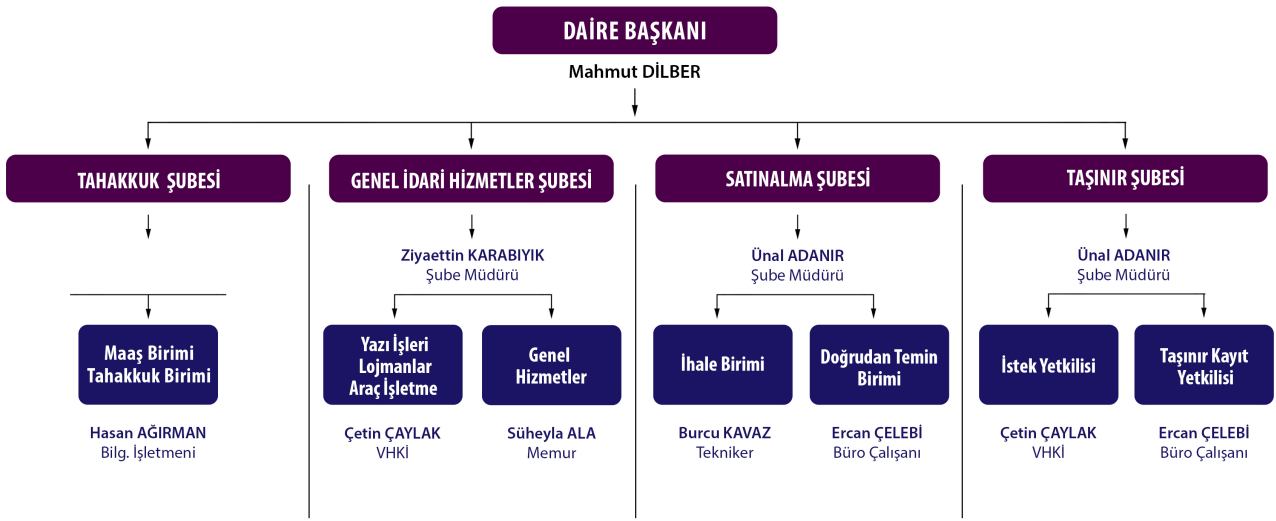 DAİRE BAŞKANI
Mahmut DİLBER
TAHAKKUK ŞUBESİ
Maaş Birimi
Tahakkuk Birimi
Hasan AĞIRMAN
Bilg. İşletmeni
GENEL İDARİ HİZMETLER ŞUBESİ
Ziyaettin KARABIYIK
Şube Müdürü
Yazı İşleri
Lojmanlar
Araç İşletme
Çetin ÇAYLAK
VHKİ
Genel
Hizmetler
Süheyla ALA
Memur
SATINALMA ŞUBESİ
Ünal ADANIR
Şube Müdürü
İhale Birimi
Burcu KAVAZ
Tekniker
Doğrudan Temin
Birimi
Ercan ÇELEBİ
Büro Çalışanı
TAŞINIR ŞUBESİ
Ünal ADANIR
Şube Müdürü
İstek Yetkilisi
Çetin ÇAYLAK
VHKİ
Taşınır Kayıt
Yetkilisi
Ercan ÇELEBİ
Büro Çalışanı